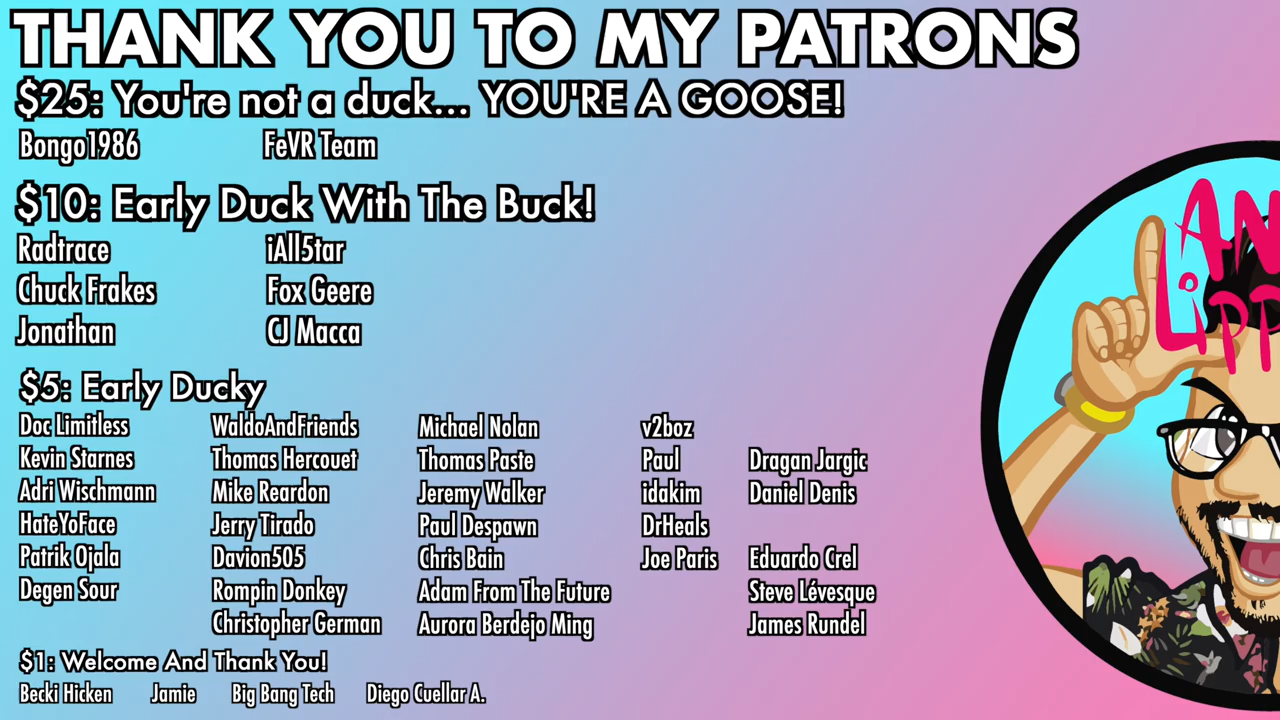 THANK YOU TO MY PATRONS
$25: You're not a duck... YOU'RE A GOOSE!
Bongo1986 FeVR Team
$10: Early Duck With The Buck!
Radtrace iAll5tar
Chuck Frakes Fox Geere
Jonathan CJ Macca
$5: Early Ducky
Doc Limitless WaldoAndFriends Michael Nolan v2boz
Kevin Starnes Thomas Hercouet Thomas Paste Paul Dragan Jargic
Adri Wischmann Mike Reardon Jeremy Walker idakim Daniel Denis
HateYoFace Jerry Tirado Paul Despawn DrHeals
Patrik Ojala Davion505 Chris Bain Joe Paris Eduardo Crel
Degen Sour Rompin Donkey Adam From The Future Steve Lévesque
Christopher German Aurora Berdejo Ming James Rundel
$1: Welcome And Thank You!
Becki Hicken Jamie Big Bang Tech Diego Cuellar A.